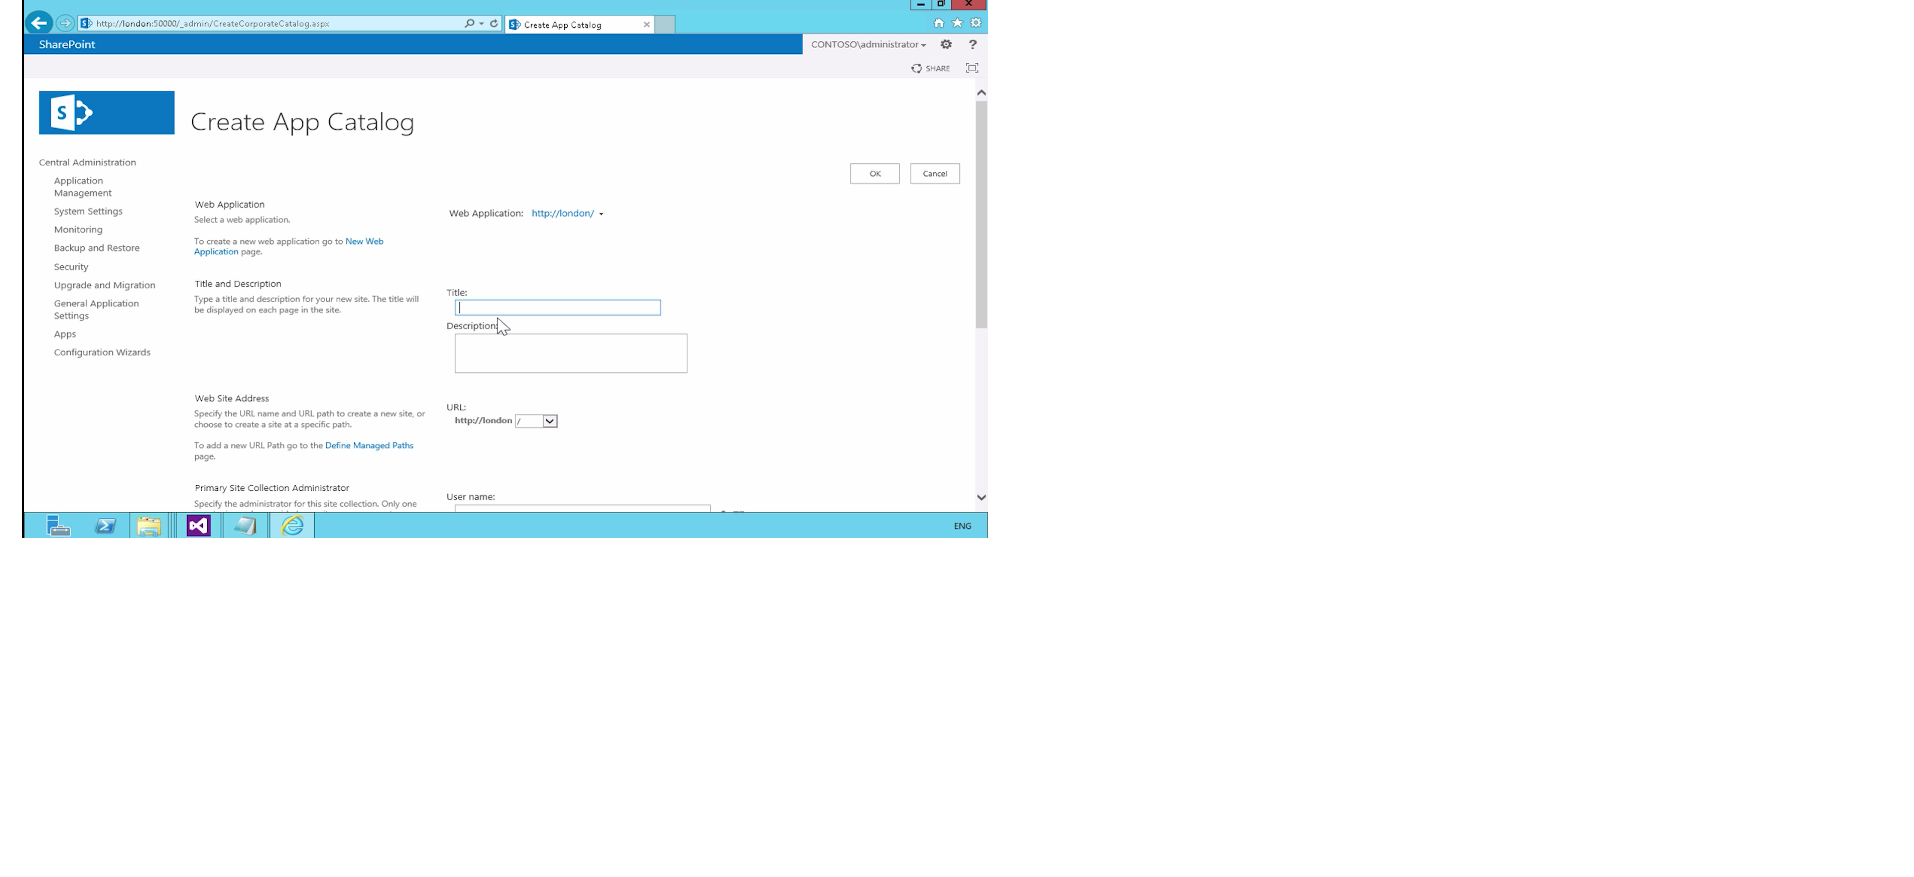 http://london:50000/_admin/CreateCorporateCatalog.aspx
Create App Catalog
SharePoint
CONTOSO\administrator
?
SHARE
S
Create App Catalog
Central Administration
Application
Management
System Settings
Monitoring
Backup and Restore
Security
Upgrade and Migration
General Application
Settings
Apps
Configuration Wizards
OK
Cancel
Web Application
Select a web application.
To create a new web application go to New Web
Application page.
Web Application: http://london/
Title and Description
Type a title and description for your new site. The title will
be displayed on each page in the site.
Title:
Description:
Web Site Address
Specify the URL name and URL path to create a new site, or
choose to create a site at a specific path.
To add a new URL Path go to the Define Managed Paths
page.
URL:
http://london /
Primary Site Collection Administrator
Specify the administrator for this site collection. Only one
User name:
ENG